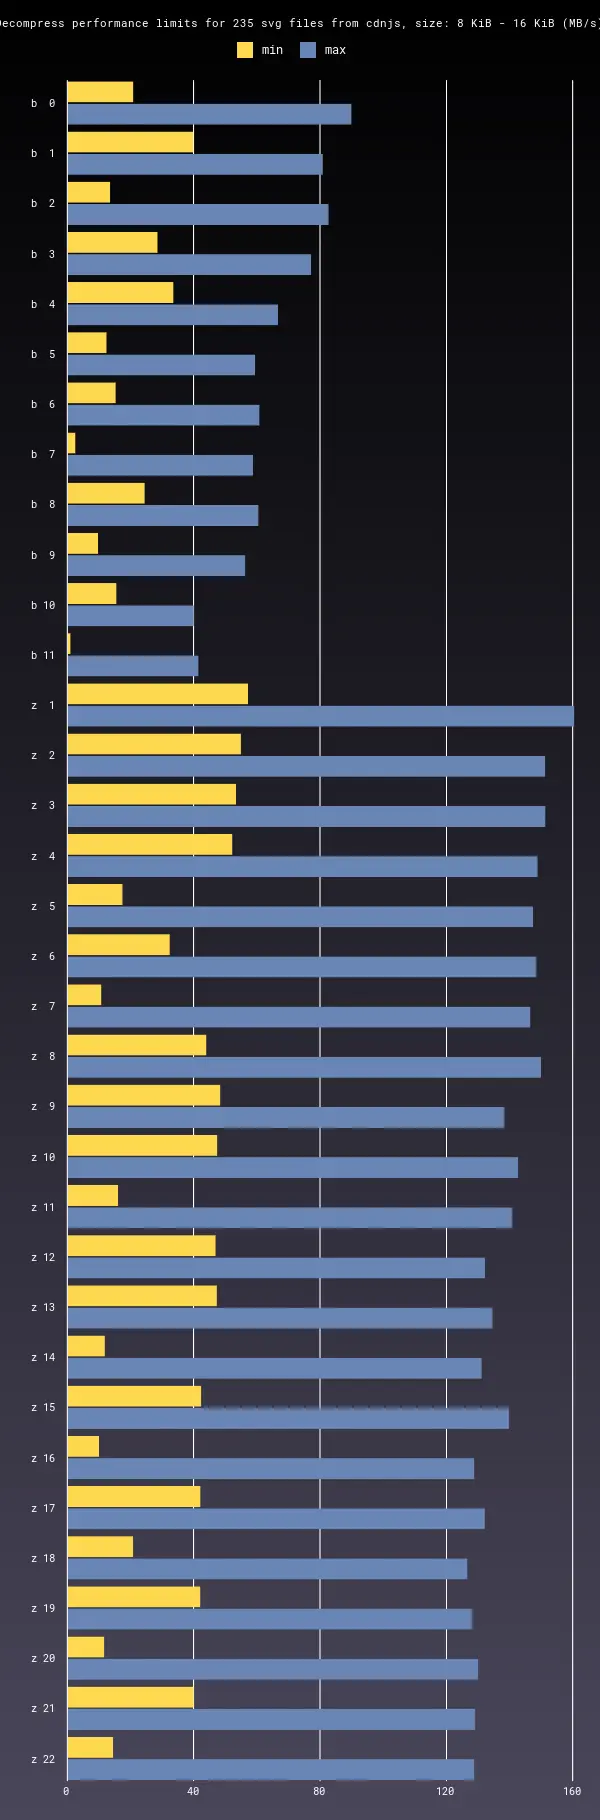 Decompress performance limits for 235 svg files from cdnjs, size: 8 KiB - 16 KiB (MB/s)
min max
b 0
b 1
b 2
b 3
b 4
b 5
b 6
b 7
b 8
b 9
b 10
b 11
z 1
z 2
z 3
z 4
z 5
z 6
z 7
z 8
z 9
z 10
z 11
z 12
z 13
z 14
z 15
z 16
z 17
z 18
z 19
z 20
z 21
z 22
0 40 80 120 160